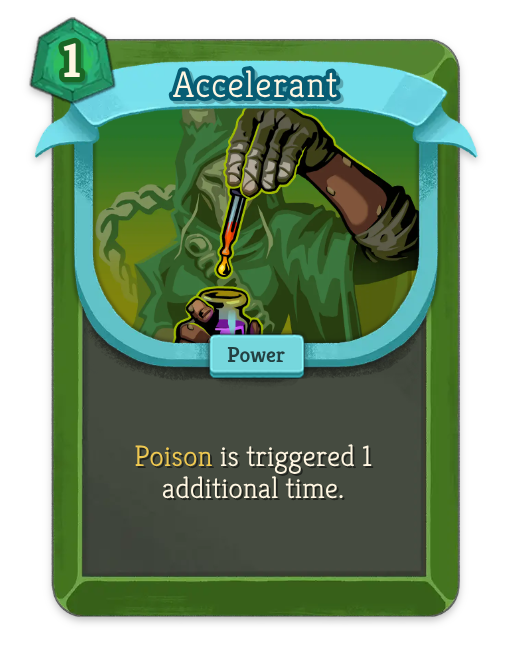 1
Accelerant
Power
Poison is triggered 1
additional time.